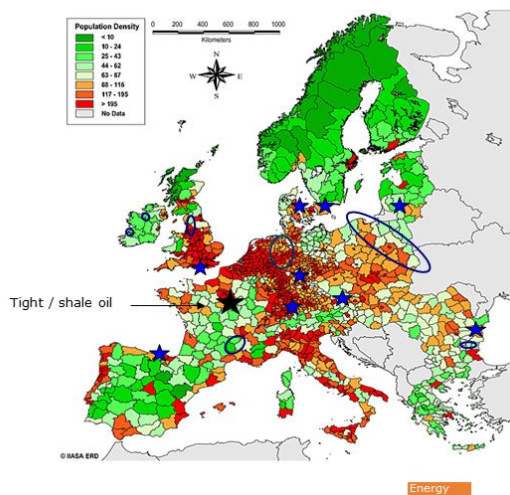 Population Density
< 10
10 - 24
25 - 43
44 - 62
63 - 87
88 - 116
117 - 195
> 195
No Data
200 0 200 400 600 800 1000
Kilometers
N
W E
S
Tight / shale oil
© IIASA ERD
Energy